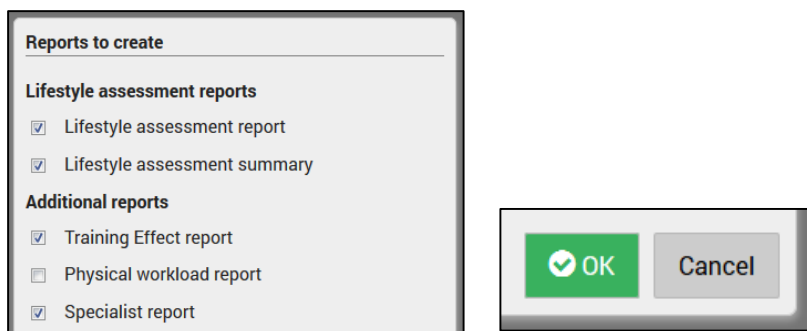 Reports to create
Lifestyle assessment reports
Lifestyle assessment report
Lifestyle assessment summary
Additional reports
Training Effect report
Physical workload report
Specialist report
OK
Cancel